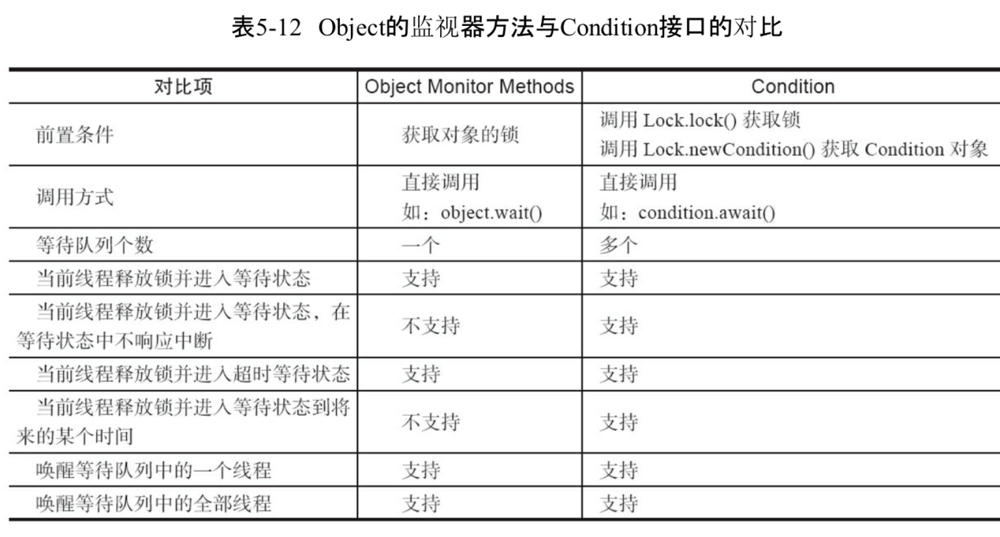 表5-12 Object的监视器方法与Condition接口的对比
对比项 Object Monitor Methods Condition
前置条件 获取对象的锁 调用 Lock.lock() 获取锁
调用 Lock.newCondition() 获取 Condition 对象
调用方式 直接调用 直接调用
如：object.wait() 如：condition.await()
等待队列个数 一个 多个
当前线程释放锁并进入等待状态 支持 支持
当前线程释放锁并进入等待状态，在
等待状态中不响应中断 不支持 支持
当前线程释放锁并进入超时等待状态 支持 支持
当前线程释放锁并进入等待状态到将
来的某个时间 不支持 支持
唤醒等待队列中的一个线程 支持 支持
唤醒等待队列中的全部线程 支持 支持